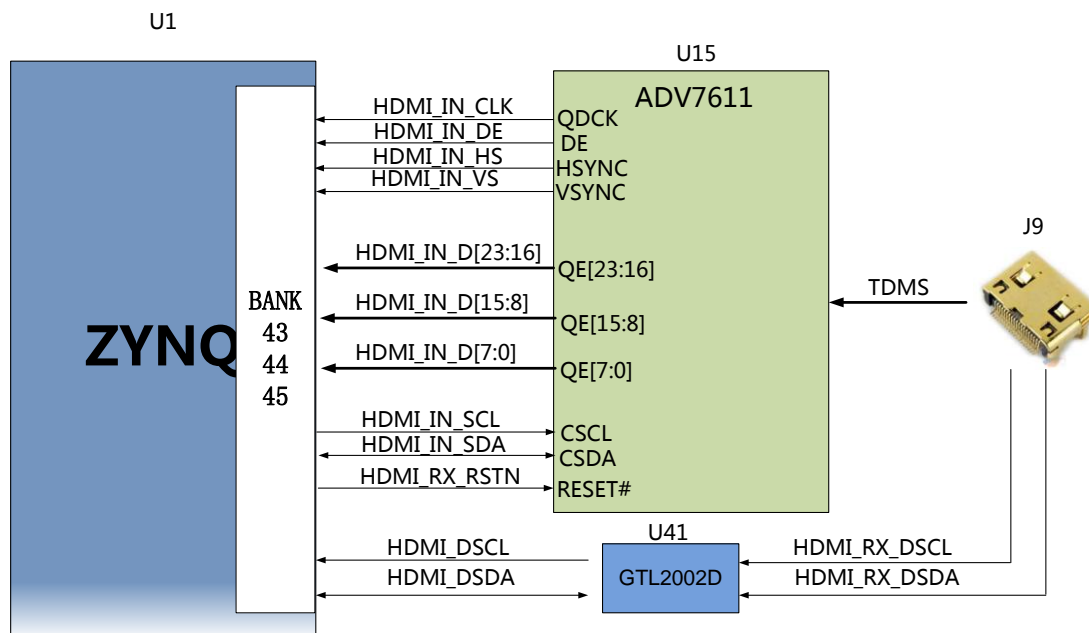 U1
U15
ADV7611
HDMI_IN_CLK
QDCK
HDMI_IN_DE
DE
HDMI_IN_HS
HSYNC
HDMI_IN_VS
VSYNC
J9
HDMI_IN_D[23:16]
QE[23:16]
TDMS
BANK
43
44
45
HDMI_IN_D[15:8]
QE[15:8]
ZYNQ
HDMI_IN_D[7:0]
QE[7:0]
HDMI_IN_SCL
CSCL
HDMI_IN_SDA
CSDA
HDMI_RX_RSTN
RESET#
U41
HDMI_DSCL
HDMI_RX_DSCL
GTL2002D
HDMI_DSDA
HDMI_RX_DSDA